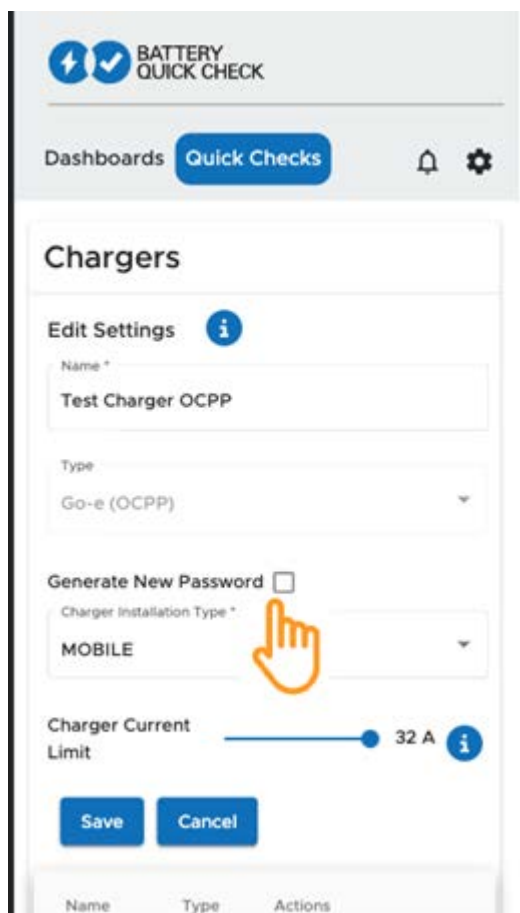 BATTERY
QUICK CHECK
Dashboards Quick Checks
Chargers
Edit Settings i
Name *
Test Charger OCPP
Type
Go-e (OCPP)
Generate New Password
Charger Installation Type *
MOBILE
Charger Current
Limit
32 A i
Save Cancel
Name Type Actions